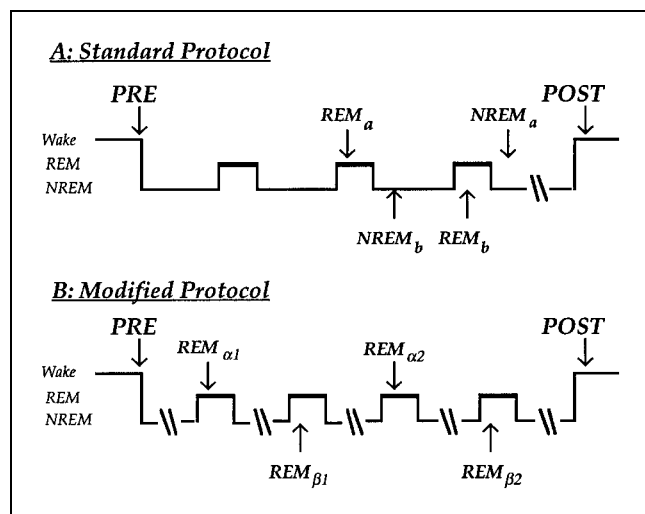 A: Standard Protocol
PRE
REMa
NREMa
POST
Wake
REM
NREM
NREMb
REMb
B: Modified Protocol
PRE
REMα1
REMα2
POST
Wake
REM
NREM
REMβ1
REMβ2